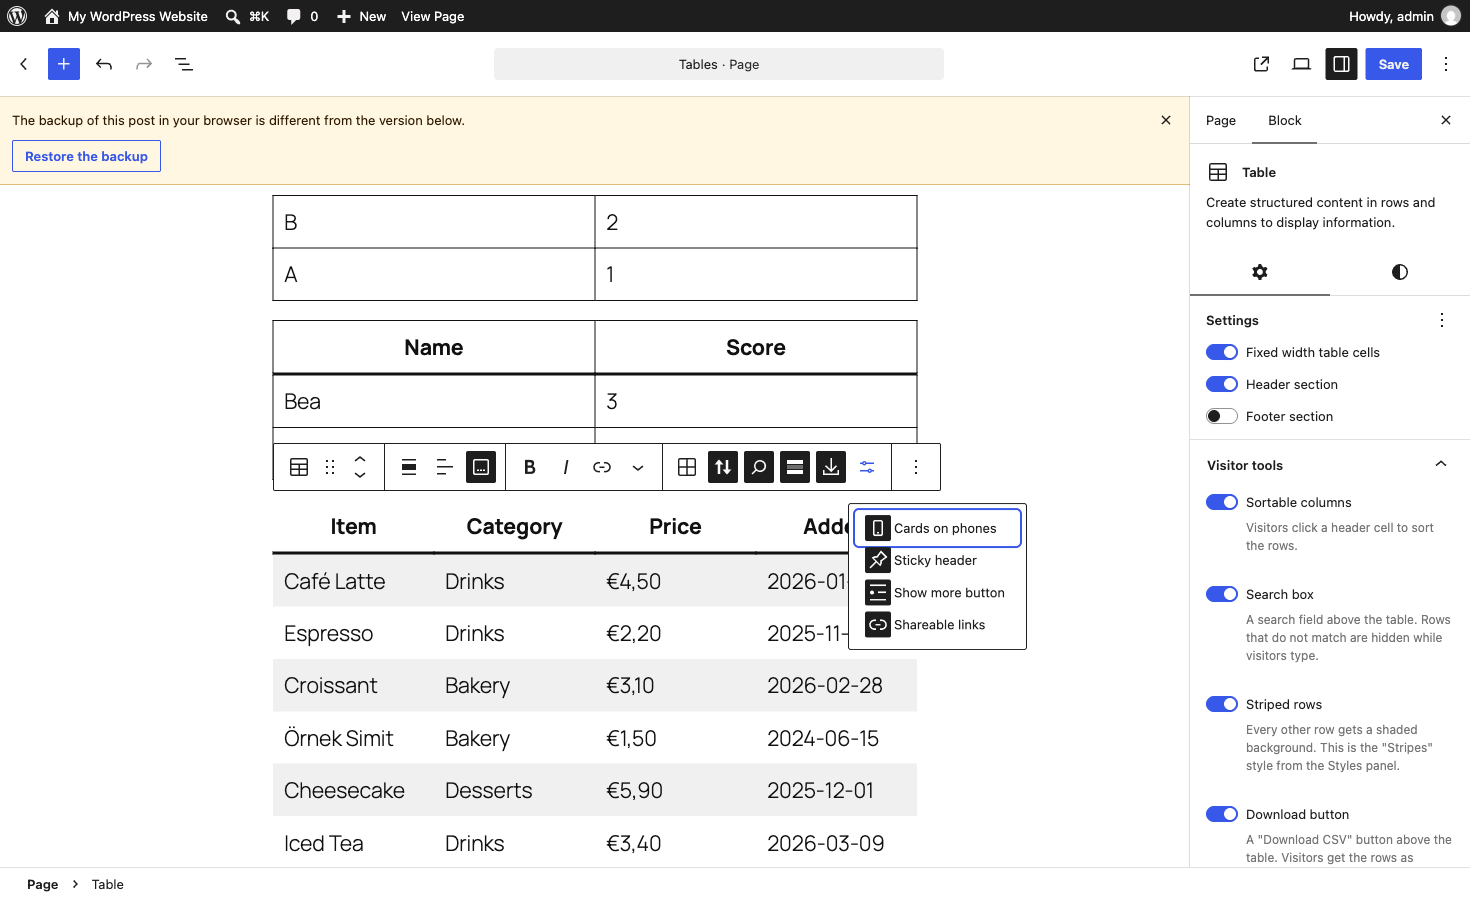 My WordPress Website
⌘K
0
New
View Page
Howdy, admin
Tables · Page
Save
The backup of this post in your browser is different from the version below.
Restore the backup
B 2
A 1
Name Score
Bea 3
B I
Item Category Price Adde
Café Latte Drinks €4,50 2026-01-
Espresso Drinks €2,20 2025-11-
Croissant Bakery €3,10 2026-02-28
Örnek Simit Bakery €1,50 2024-06-15
Cheesecake Desserts €5,90 2025-12-01
Iced Tea Drinks €3,40 2026-03-09
Cards on phones
Sticky header
Show more button
Shareable links
Page Block
Table
Create structured content in rows and
columns to display information.
Settings
Fixed width table cells
Header section
Footer section
Visitor tools
Sortable columns
Visitors click a header cell to sort
the rows.
Search box
A search field above the table. Rows
that do not match are hidden while
visitors type.
Striped rows
Every other row gets a shaded
background. This is the "Stripes"
style from the Styles panel.
Download button
A "Download CSV" button above the
table. Visitors get the rows as
Page > Table